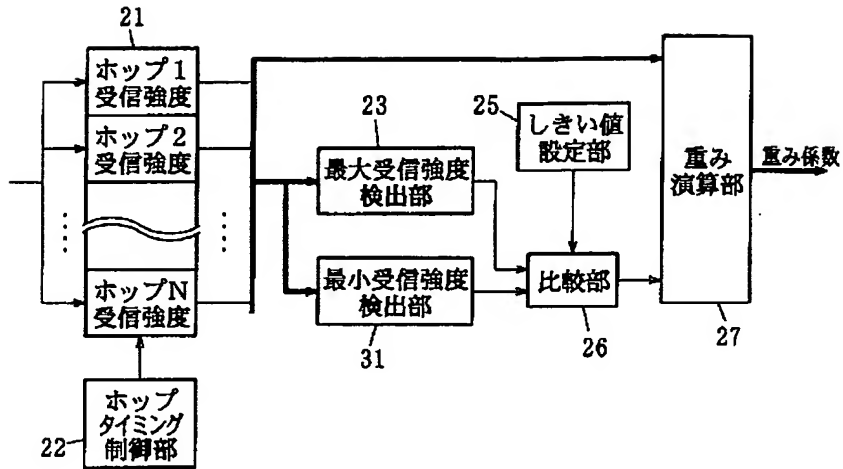 21
ホップ1
受信強度
ホップ2
受信強度
ホップN
受信強度
22
ホップ
タイミング
制御部
23
最大受信強度
検出部
最小受信強度
検出部
31
25
しきい値
設定部
比較部
26
重み
演算部
27
重み係数